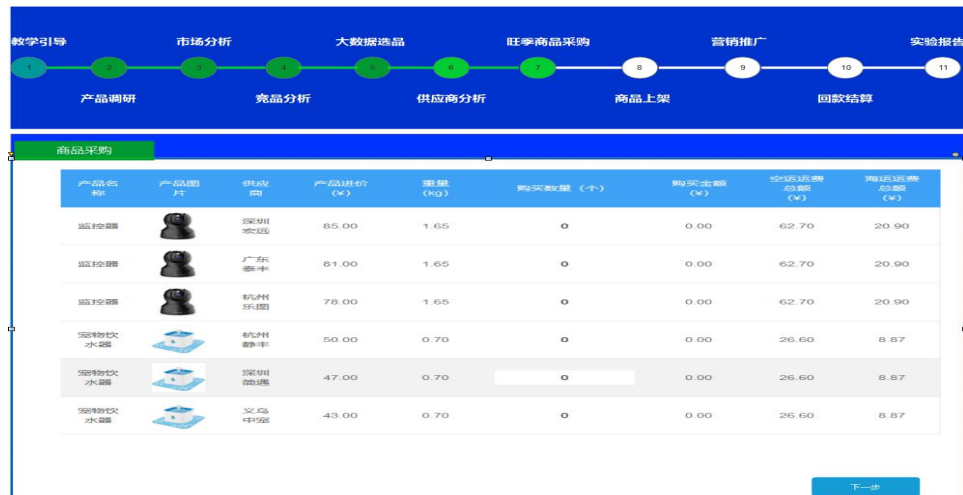 教学引导
市场分析
大数据选品
旺季商品采购
营销推广
实验报告
1
2
3
4
5
6
7
8
9
10
11
产品调研
竞品分析
供应商分析
商品上架
回款结算
商品采购
产品名
称
产品图
片
供应
商
产品进价
(¥)
重量
(kg)
购买数量（个）
购买金额
(¥)
空运运费
总额
(¥)
海运运费
总额
(¥)
监控器
深圳
宏远
85.00
1.65
0
0.00
62.70
20.90
监控器
广东
泰丰
81.00
1.65
0
0.00
62.70
20.90
监控器
杭州
乐图
78.00
1.65
0
0.00
62.70
20.90
宠物饮
水器
杭州
静丰
50.00
0.70
0
0.00
26.60
8.87
宠物饮
水器
深圳
简遇
47.00
0.70
0
0.00
26.60
8.87
宠物饮
水器
义乌
中宠
43.00
0.70
0
0.00
26.60
8.87
下一步